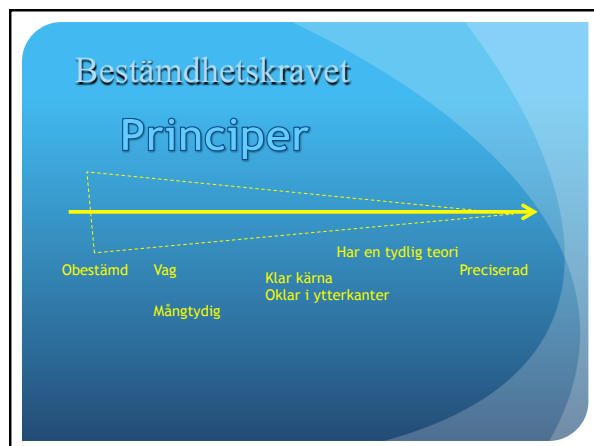 Bestämdhetskravet
Principer
Har en tydlig teori
Obestämd Vag Preciserad
Klar kärna
Oklar i ytterkanter
Mångtydig